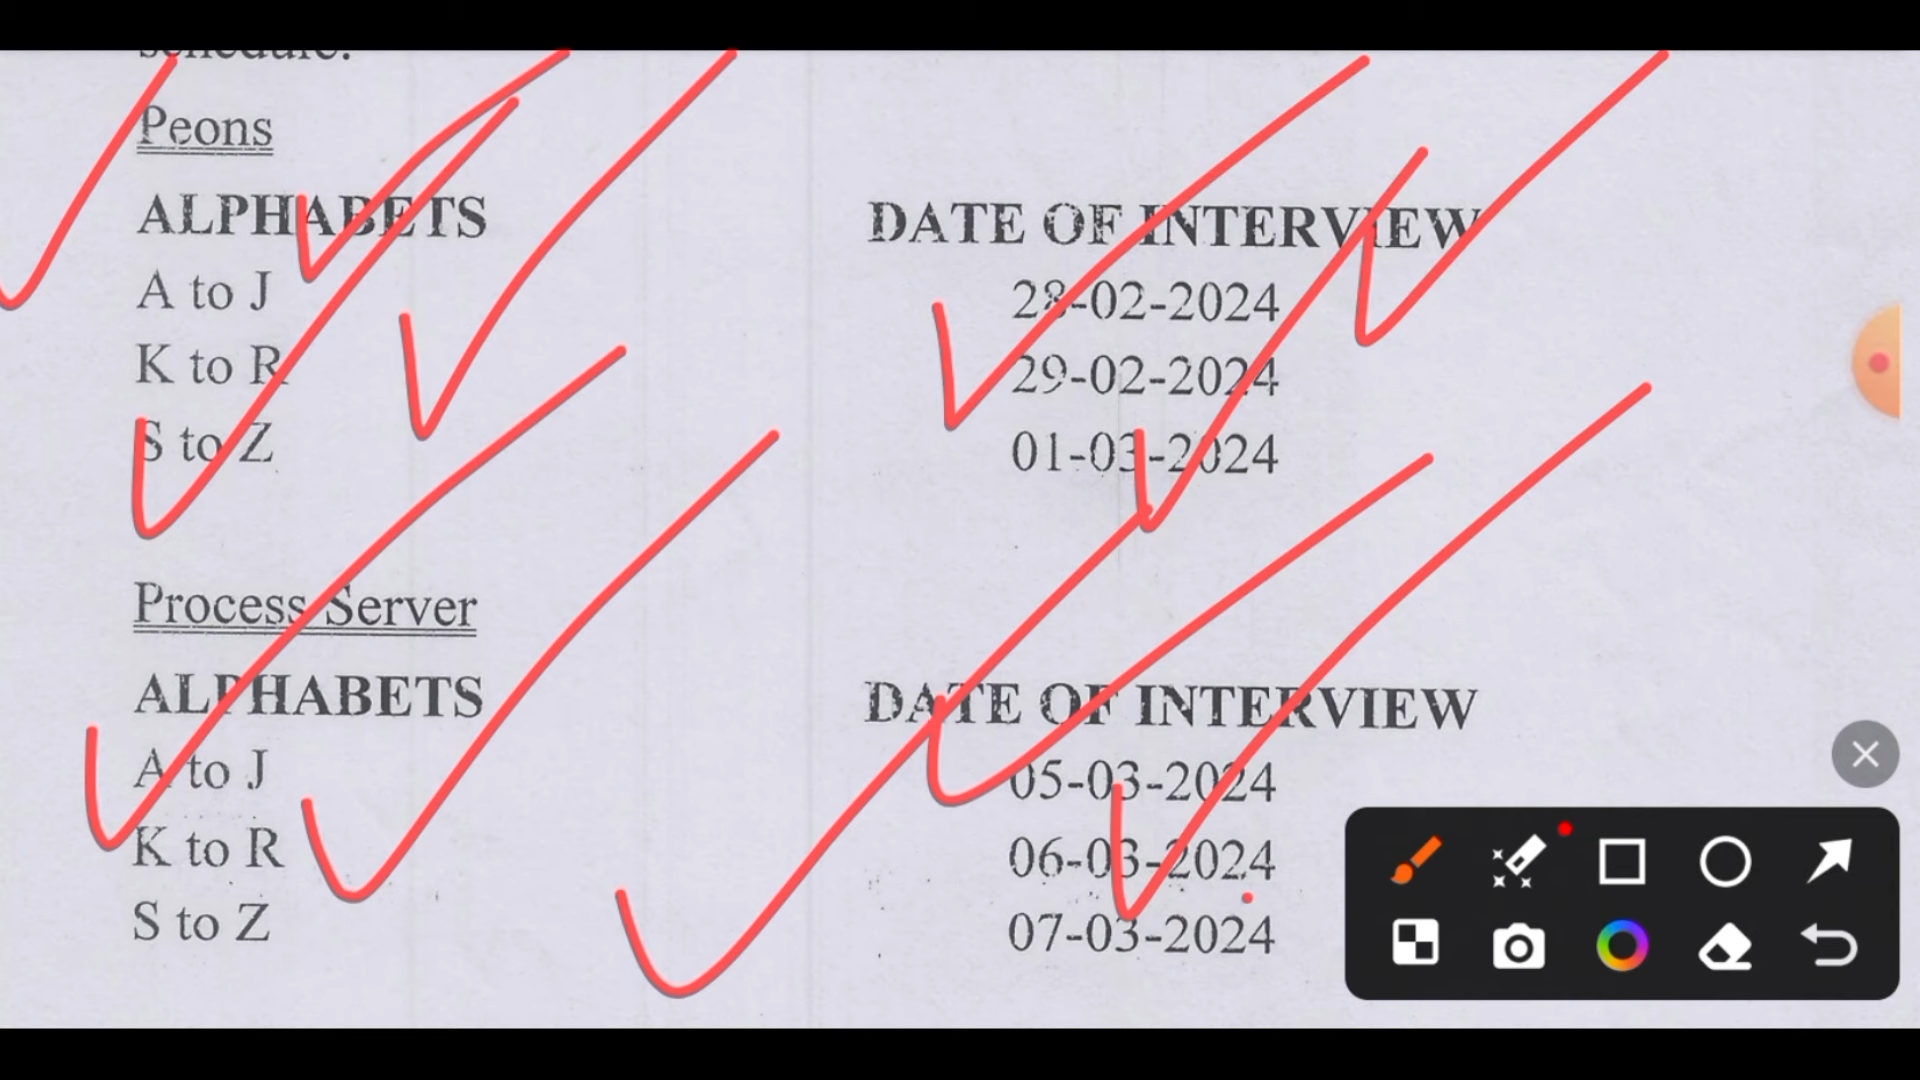 schedule.
Peons
ALPHABETS DATE OF INTERVIEW
A to J 28-02-2024
K to R 29-02-2024
S to Z 01-03-2024
Process Server
ALPHABETS DATE OF INTERVIEW
A to J 05-03-2024
K to R 06-03-2024
S to Z 07-03-2024